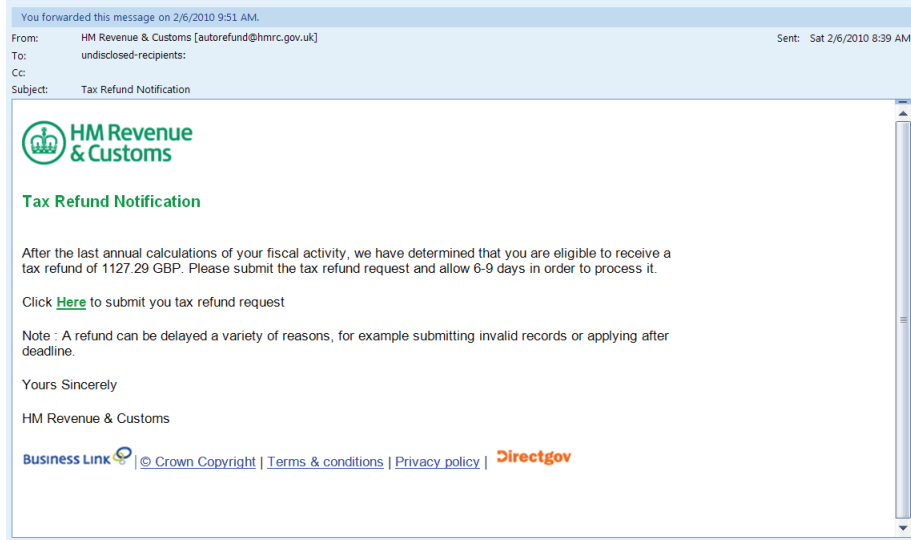 You forwarded this message on 2/6/2010 9:51 AM.
From: HM Revenue & Customs [autorefund@hmrc.gov.uk] Sent: Sat 2/6/2010 8:39 AM
To: undisclosed-recipients:
Cc:
Subject: Tax Refund Notification
HM Revenue
& Customs
Tax Refund Notification
After the last annual calculations of your fiscal activity, we have determined that you are eligible to receive a
tax refund of 1127.29 GBP. Please submit the tax refund request and allow 6-9 days in order to process it.
Click Here to submit you tax refund request
Note : A refund can be delayed a variety of reasons, for example submitting invalid records or applying after
deadline.
Yours Sincerely
HM Revenue & Customs
Business Link | © Crown Copyright | Terms & conditions | Privacy policy | Directgov